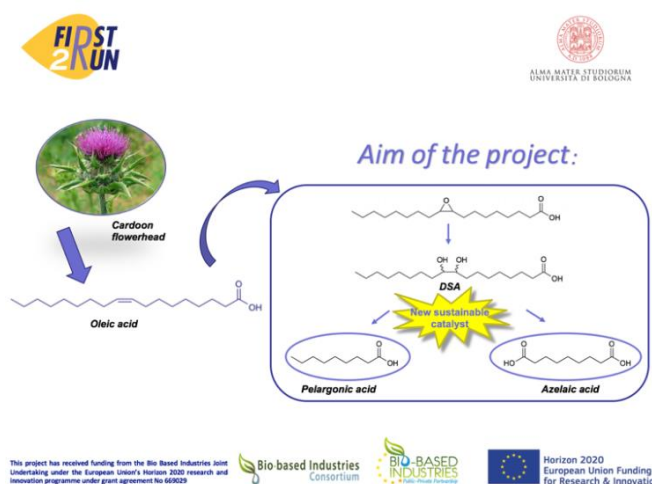 FIRST
2RUN
ALMA MATER STUDIORUM
UNIVERSITÀ DI BOLOGNA
Aim of the project:
Cardoon
flowerhead
O
O
OH
OH OH
O
OH
DSA
O
OH
Oleic acid
New sustainable
catalyst
O
OH
Pelargonic acid
O
O
HO
OH
Azelaic acid
This project has received funding from the Bio Based Industries Joint
Undertaking under the European Union's Horizon 2020 research and
innovation programme under grant agreement No 669029
Bio-based Industries
Consortium
BIO-BASED
INDUSTRIES
Public-Private Partnership
Horizon 2020
European Union Funding
for Research & Innovation